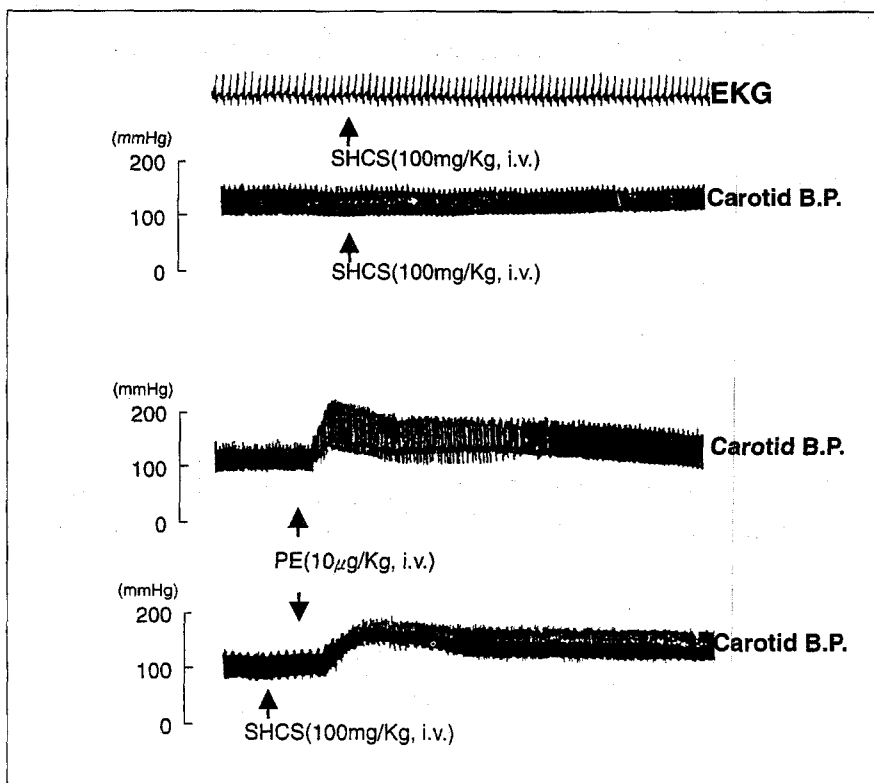 EKG
(mmHg)
SHCS(100mg/Kg, i.v.)
200
Carotid B.P.
100
0
SHCS(100mg/Kg, i.v.)
(mmHg)
200
Carotid B.P.
100
0
PE(10μg/Kg, i.v.)
(mmHg)
200
Carotid B.P.
100
0
SHCS(100mg/Kg, i.v.)